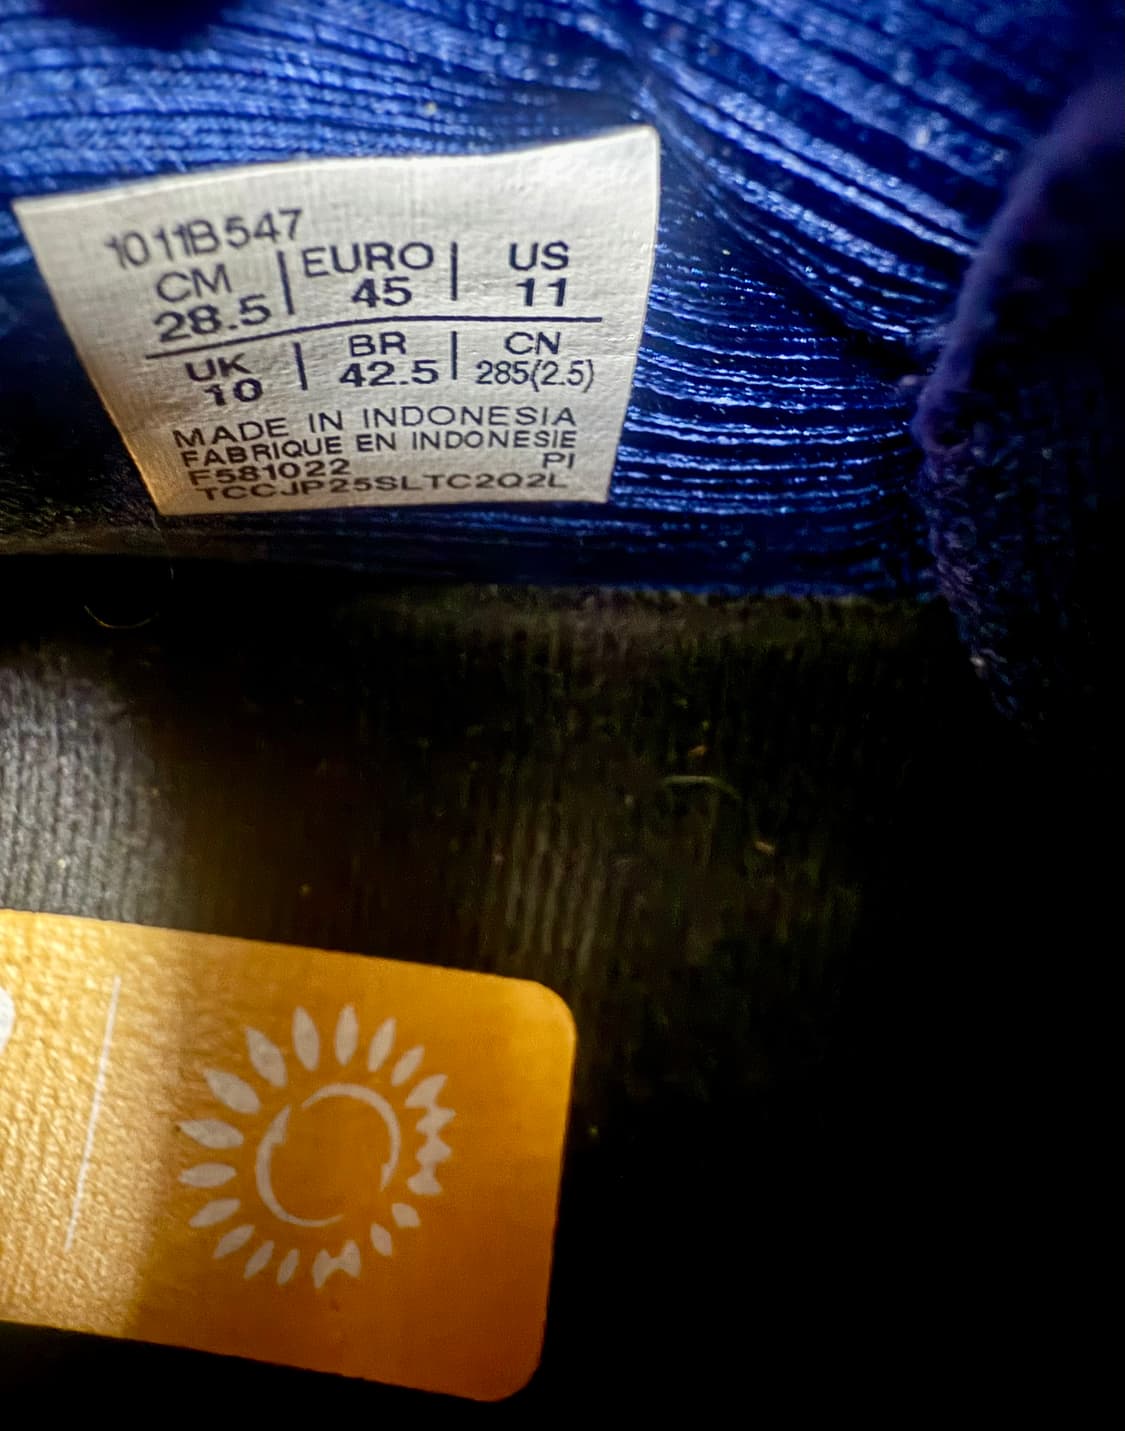 1011B547
CM | EURO | US
28.5 | 45 | 11
UK | BR | CN
10 | 42.5 | 285(2.5)
MADE IN INDONESIA
FABRIQUE EN INDONESIE
F581022 PI
TCCJP25SLTC2Q2L